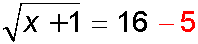 √(x + 1) = 16 − 5